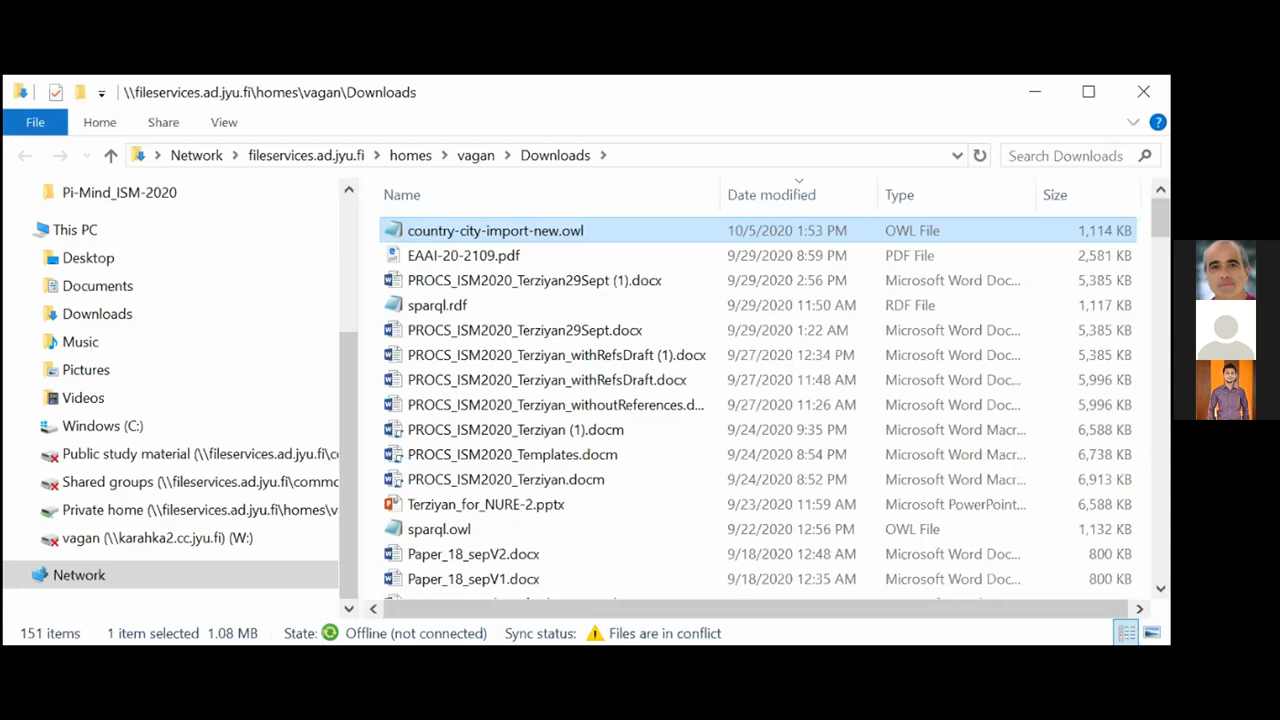 \\fileservices.ad.jyu.fi\homes\vagan\Downloads
File Home Share View
Network fileservices.ad.jyu.fi homes vagan Downloads Search Downloads
Pi-Mind_ISM-2020
This PC
Desktop
Documents
Downloads
Music
Pictures
Videos
Windows (C:)
Public study material (\\fileservices.ad.jyu.fi\co
Shared groups (\\fileservices.ad.jyu.fi\commo
Private home (\\fileservices.ad.jyu.fi\homes\v
vagan (\\karahka2.cc.jyu.fi) (W:)
Network
Name Date modified Type Size
country-city-import-new.owl 10/5/2020 1:53 PM OWL File 1,114 KB
EAAI-20-2109.pdf 9/29/2020 8:59 PM PDF File 2,581 KB
PROCS_ISM2020_Terziyan29Sept (1).docx 9/29/2020 2:56 PM Microsoft Word Doc... 5,385 KB
sparql.rdf 9/29/2020 11:50 AM RDF File 1,117 KB
PROCS_ISM2020_Terziyan29Sept.docx 9/29/2020 1:22 AM Microsoft Word Doc... 5,385 KB
PROCS_ISM2020_Terziyan_withRefsDraft (1).docx 9/27/2020 12:34 PM Microsoft Word Doc... 5,385 KB
PROCS_ISM2020_Terziyan_withRefsDraft.docx 9/27/2020 11:48 AM Microsoft Word Doc... 5,996 KB
PROCS_ISM2020_Terziyan_withoutReferences.d... 9/27/2020 11:26 AM Microsoft Word Doc... 5,996 KB
PROCS_ISM2020_Terziyan (1).docm 9/24/2020 9:35 PM Microsoft Word Macr... 6,588 KB
PROCS_ISM2020_Templates.docm 9/24/2020 8:54 PM Microsoft Word Macr... 6,738 KB
PROCS_ISM2020_Terziyan.docm 9/24/2020 8:52 PM Microsoft Word Macr... 6,913 KB
Terziyan_for_NURE-2.pptx 9/23/2020 11:59 AM Microsoft PowerPoint... 6,588 KB
sparql.owl 9/22/2020 12:56 PM OWL File 1,132 KB
Paper_18_sepV2.docx 9/18/2020 12:48 AM Microsoft Word Doc... 800 KB
Paper_18_sepV1.docx 9/18/2020 12:35 AM Microsoft Word Doc... 800 KB
151 items 1 item selected 1.08 MB State: Offline (not connected) Sync status: Files are in conflict